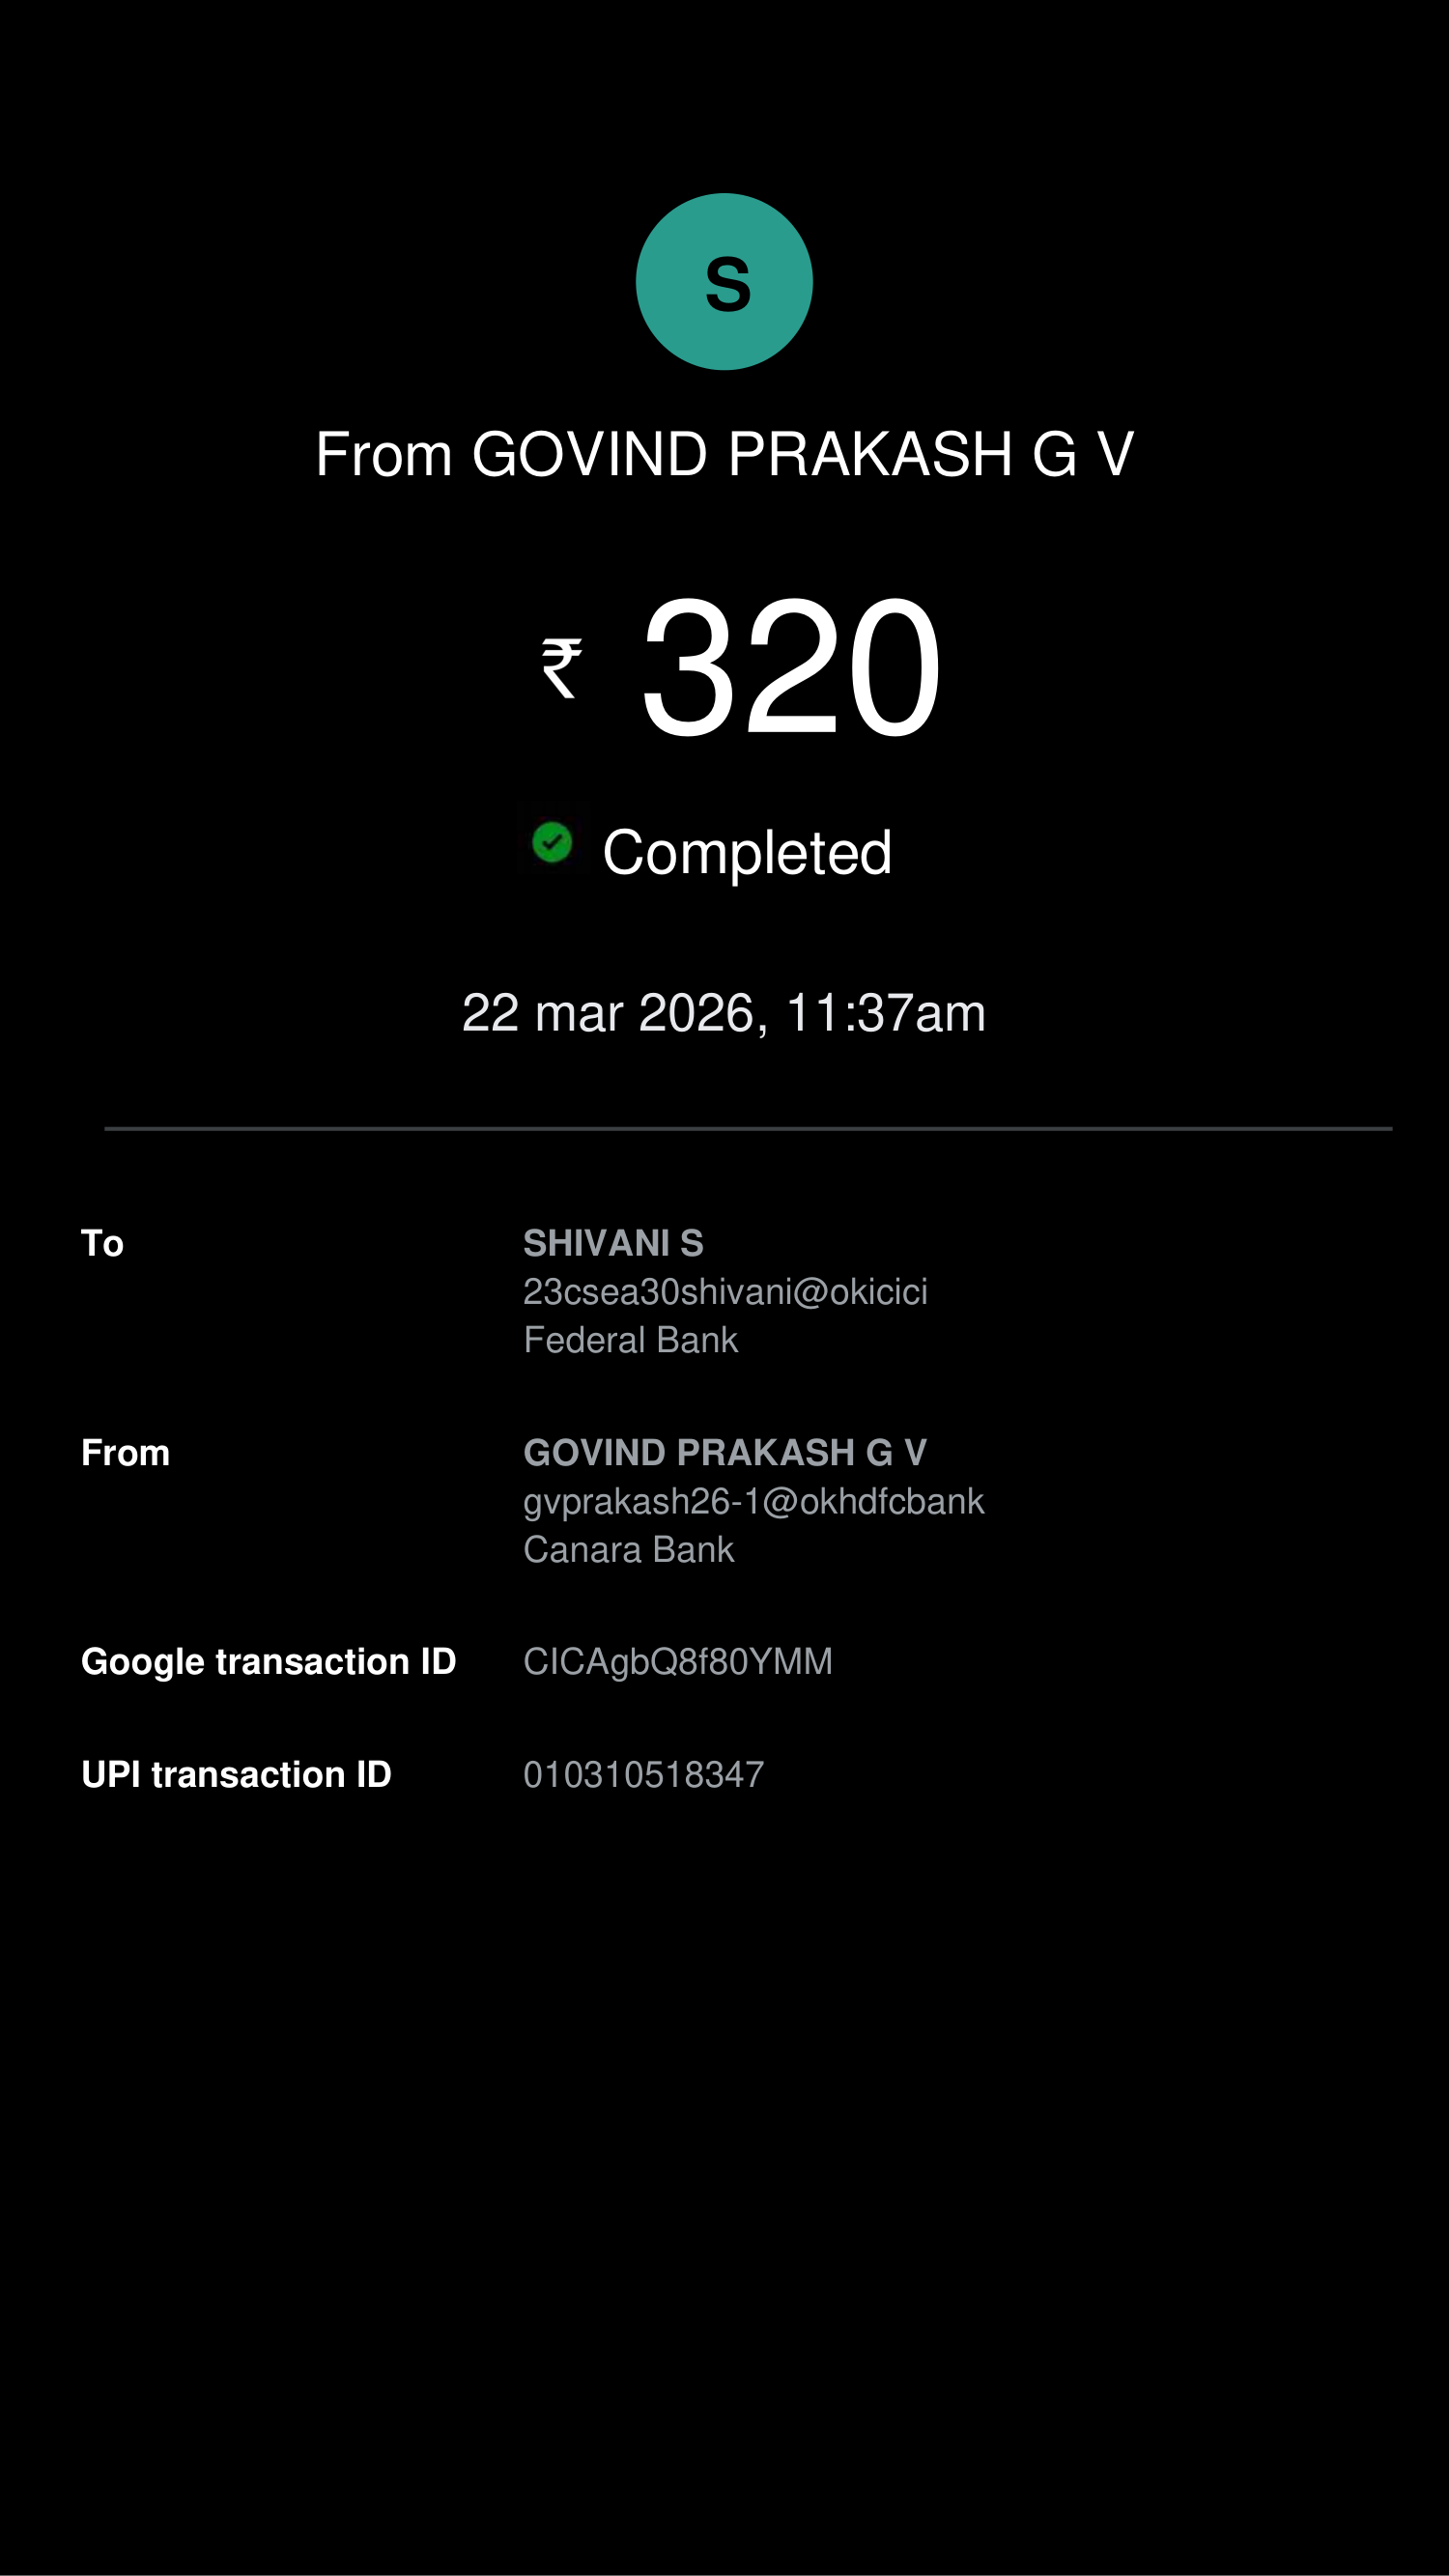 S
From GOVIND PRAKASH G V
₹ 320
Completed
22 mar 2026, 11:37am
To
SHIVANI S
23csea30shivani@okicici
Federal Bank
From
GOVIND PRAKASH G V
gvprakash26-1@okhdfcbank
Canara Bank
Google transaction ID
CICAgbQ8f80YMM
UPI transaction ID
010310518347